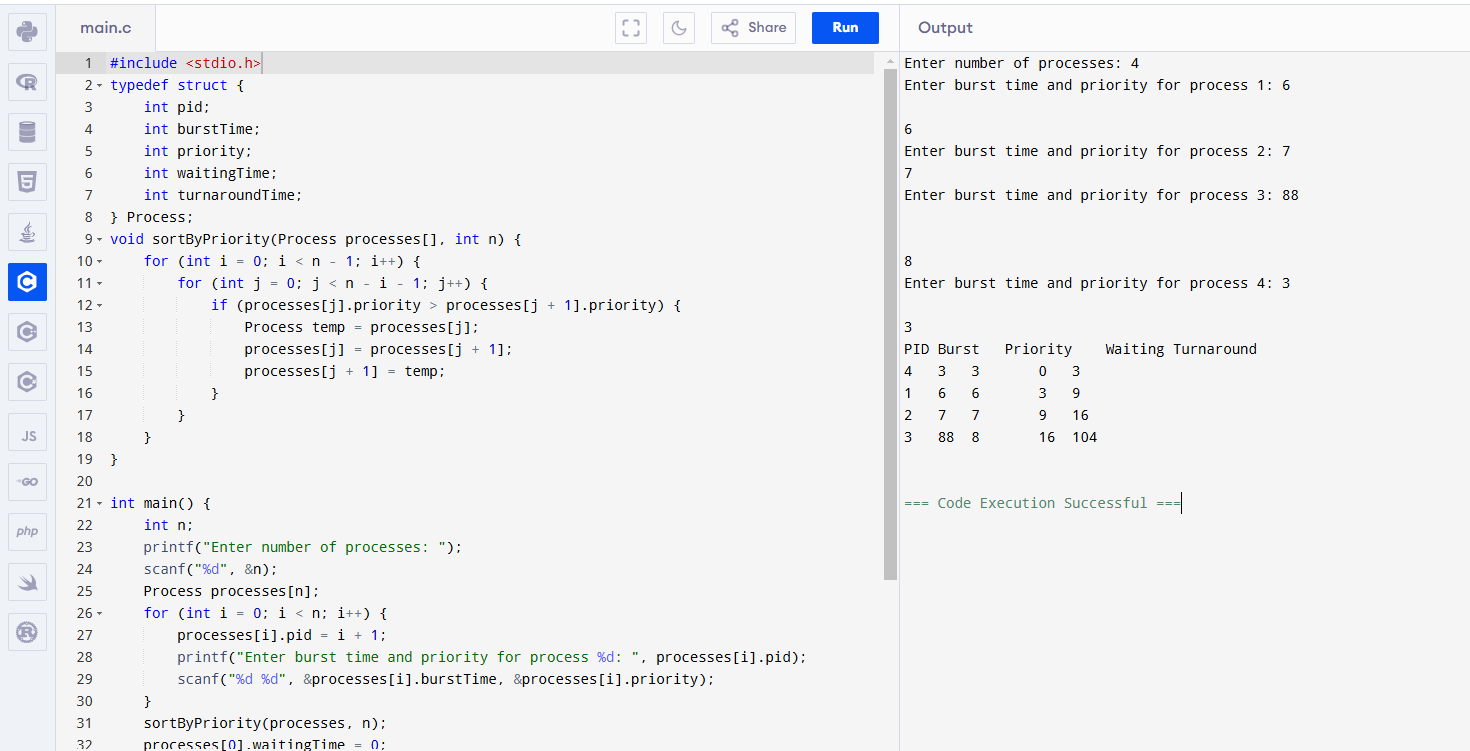 main.c
Share
Run
Output
1 #include <stdio.h>
2 typedef struct {
3     int pid;
4     int burstTime;
5     int priority;
6     int waitingTime;
7     int turnaroundTime;
8 } Process;
9 void sortByPriority(Process processes[], int n) {
10     for (int i = 0; i < n - 1; i++) {
11         for (int j = 0; j < n - i - 1; j++) {
12             if (processes[j].priority > processes[j + 1].priority) {
13                 Process temp = processes[j];
14                 processes[j] = processes[j + 1];
15                 processes[j + 1] = temp;
16             }
17         }
18     }
19 }
20
21 int main() {
22     int n;
23     printf("Enter number of processes: ");
24     scanf("%d", &n);
25     Process processes[n];
26     for (int i = 0; i < n; i++) {
27         processes[i].pid = i + 1;
28         printf("Enter burst time and priority for process %d: ", processes[i].pid);
29         scanf("%d %d", &processes[i].burstTime, &processes[i].priority);
30     }
31     sortByPriority(processes, n);
32     processes[0].waitingTime = 0;
Enter number of processes: 4
Enter burst time and priority for process 1: 6
6
Enter burst time and priority for process 2: 7
7
Enter burst time and priority for process 3: 88
8
Enter burst time and priority for process 4: 3
3
PID Burst   Priority    Waiting Turnaround
4   3   3       0   3
1   6   6       3   9
2   7   7       9   16
3   88  8       16  104
=== Code Execution Successful ===
R
5
C
C
C
JS
GO
php
R